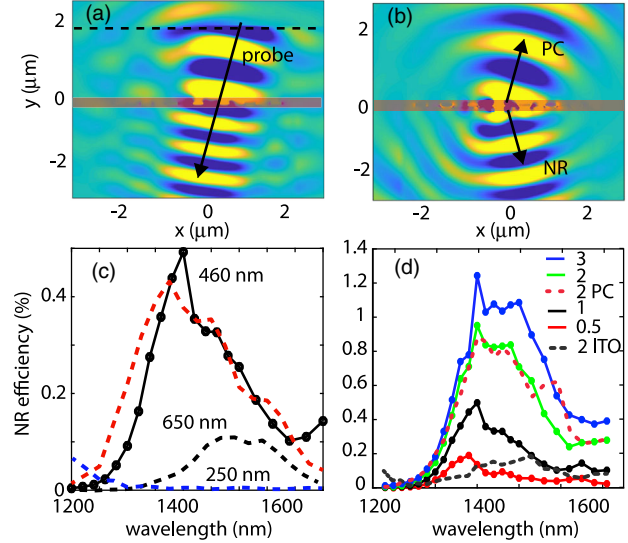 (a)
probe
y (μm)
2
0
-2
-2
0
2
x (μm)
(b)
PC
NR
2
0
-2
-2
0
2
x (μm)
(c)
460 nm
650 nm
250 nm
NR efficiency (%)
0.4
0.2
0
1200
1400
1600
wavelength (nm)
(d)
3
2
2 PC
1
0.5
2 ITO
1.4
1.2
1
0.8
0.6
0.4
0.2
0
1200
1400
1600
wavelength (nm)